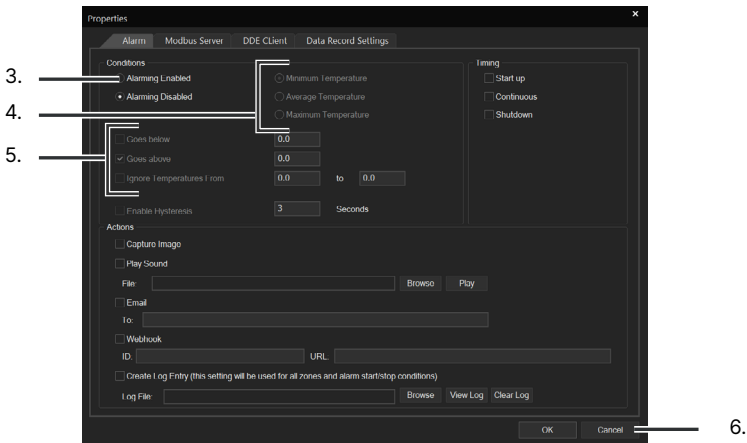 Properties ×
Alarm Modbus Server DDE Client Data Record Settings
Conditions Timing
3. Alarming Enabled Minimum Temperature Start up
Alarming Disabled Average Temperature Continuous
4. Maximum Temperature Shutdown
Goes below 0.0
5. Goes above 0.0
Ignore Temperatures From 0.0 to 0.0
Enable Hysteresis 3 Seconds
Actions
Capture Image
Play Sound
File: Browse Play
Email
To:
Webhook
ID. URL.
Create Log Entry (this setting will be used for all zones and alarm start/stop conditions)
Log File: Browse View Log Clear Log
OK Cancel 6.